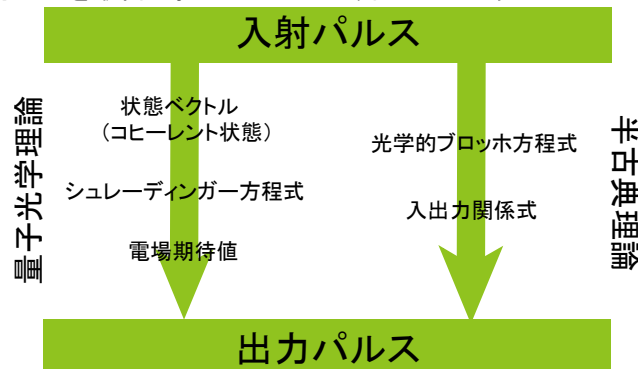 入射パルス
量子光学理論
状態ベクトル
（コヒーレント状態）
シュレーディンガー方程式
電場期待値
光学的ブロッホ方程式
入出力関係式
半古典理論
出力パルス